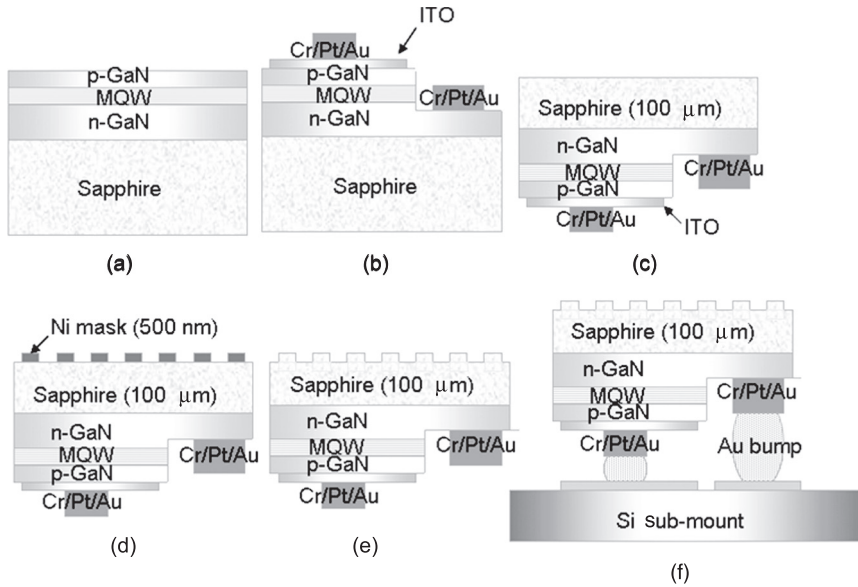 p-GaN
MQW
n-GaN
Sapphire
(a)
ITO
Cr/Pt/Au
p-GaN
MQW
Cr/Pt/Au
n-GaN
Sapphire
(b)
Sapphire (100 μm)
n-GaN
MQW
Cr/Pt/Au
p-GaN
Cr/Pt/Au
ITO
(c)
Ni mask (500 nm)
Sapphire (100 μm)
n-GaN
MQW
Cr/Pt/Au
p-GaN
Cr/Pt/Au
(d)
Sapphire (100 μm)
n-GaN
MQW
Cr/Pt/Au
p-GaN
Cr/Pt/Au
(e)
Sapphire (100 μm)
n-GaN
MQW
Cr/Pt/Au
p-GaN
Cr/Pt/Au
Au bump
Si sub-mount
(f)